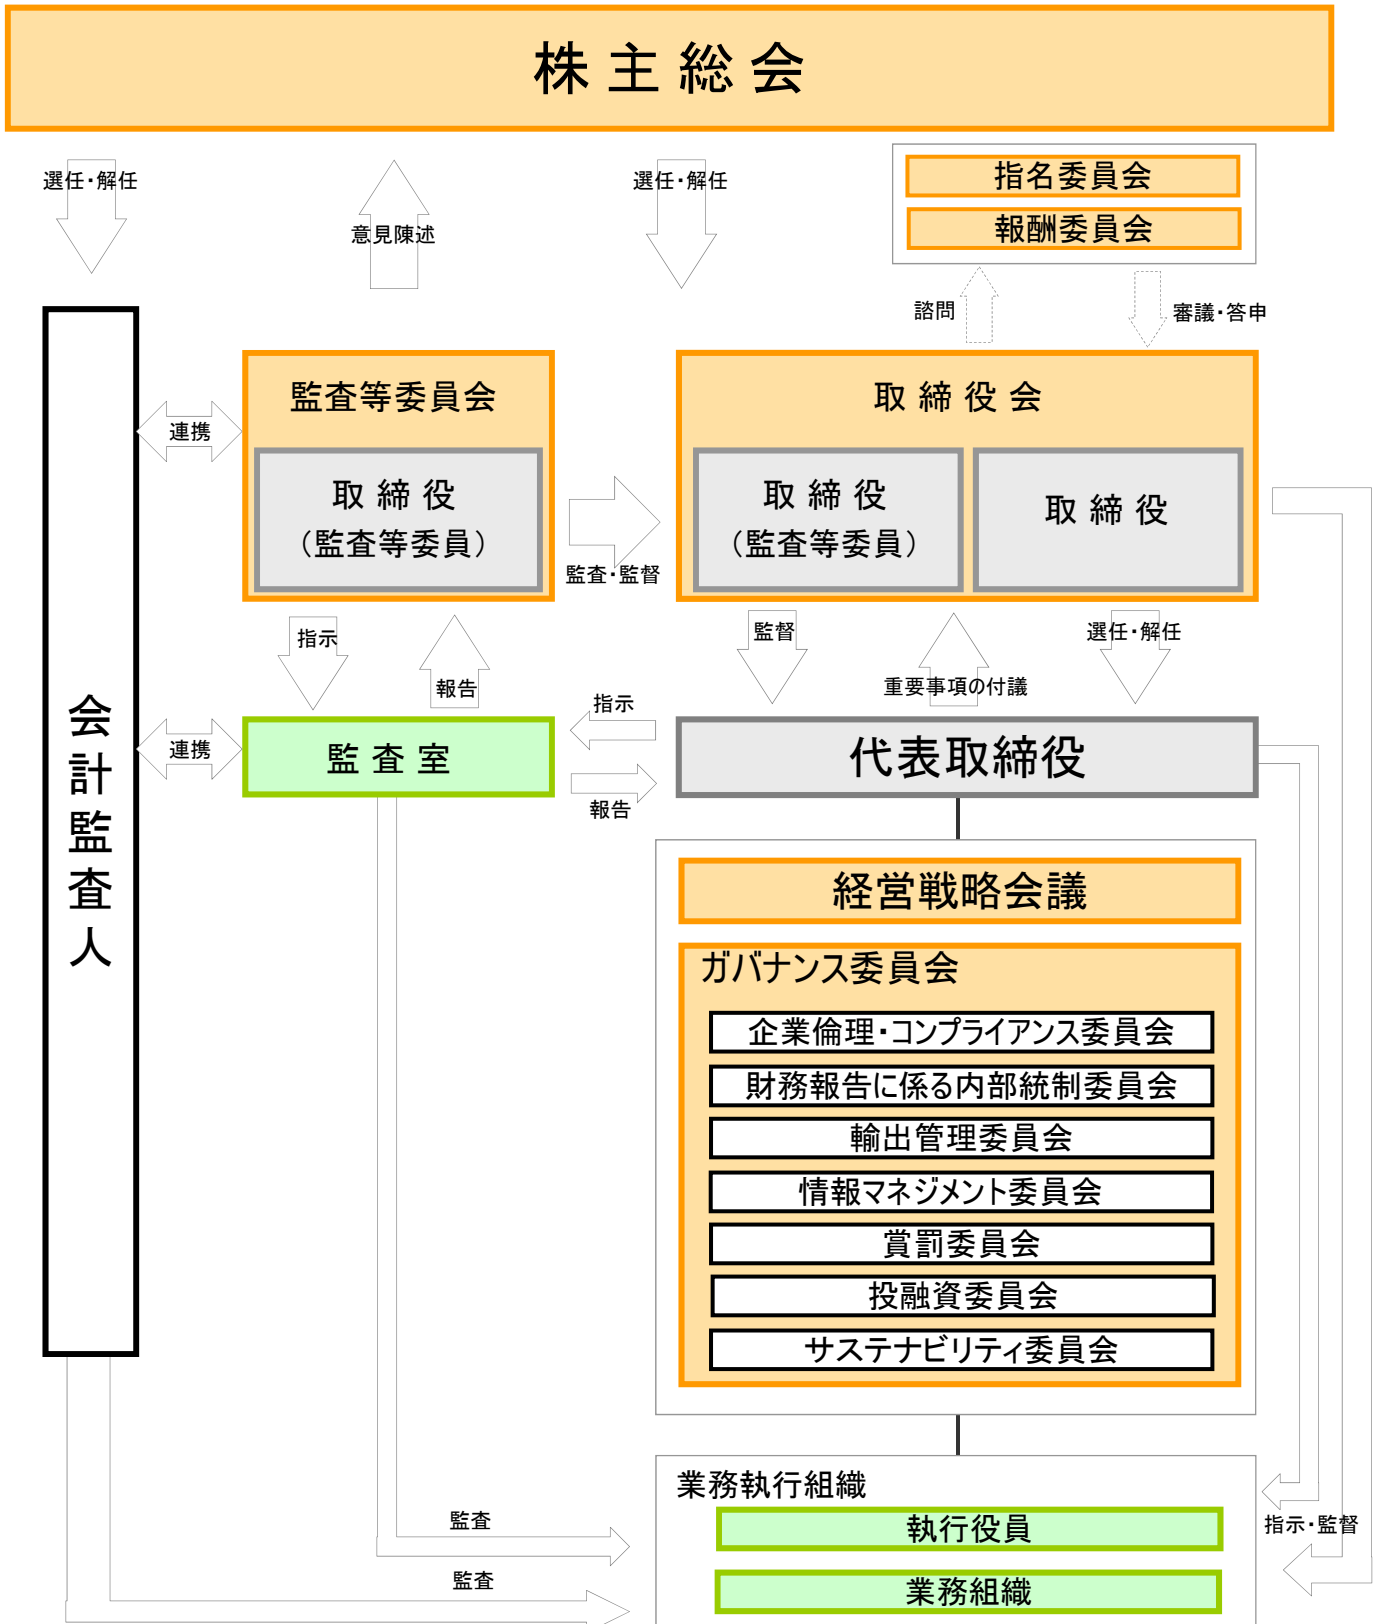 株主総会
選任・解任
意見陳述
選任・解任
指名委員会
報酬委員会
諮問
審議・答申
監査等委員会
取締役
（監査等委員）
連携
監査・監督
取締役会
取締役
（監査等委員）
取締役
指示
報告
監督
重要事項の付議
選任・解任
会計監査人
連携
監査室
指示
報告
代表取締役
経営戦略会議
ガバナンス委員会
企業倫理・コンプライアンス委員会
財務報告に係る内部統制委員会
輸出管理委員会
情報マネジメント委員会
賞罰委員会
投融資委員会
サステナビリティ委員会
業務執行組織
執行役員
業務組織
監査
監査
指示・監督